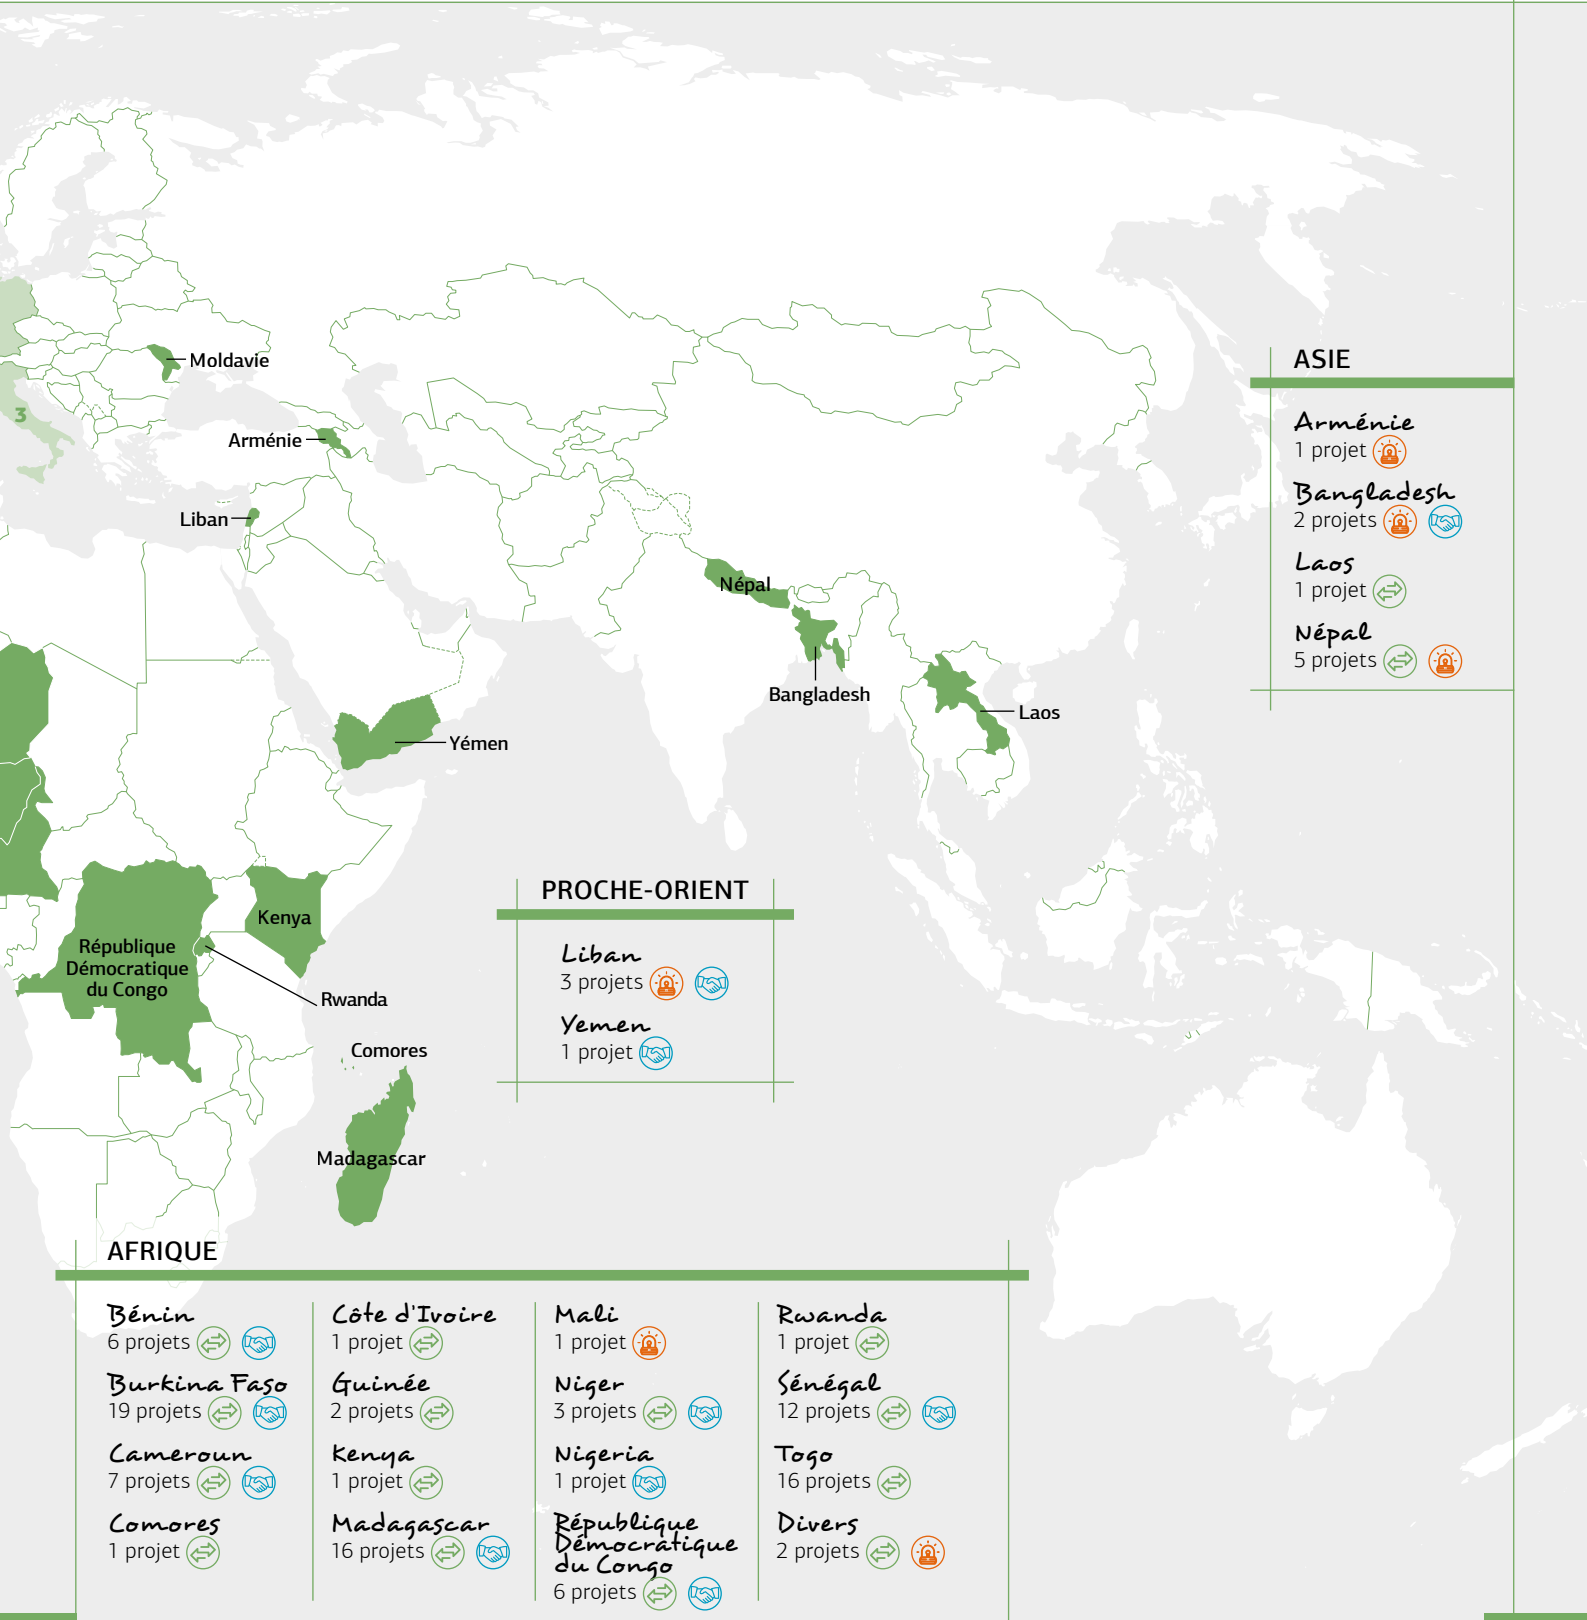 Moldavie
3
Arménie
Liban
Népal
Bangladesh
Laos
Yémen
Kenya
République
Démocratique
du Congo
Rwanda
Comores
Madagascar
ASIE
Arménie
1 projet
Bangladesh
2 projets
Laos
1 projet
Népal
5 projets
PROCHE-ORIENT
Liban
3 projets
Yemen
1 projet
AFRIQUE
Bénin
6 projets
Burkina Faso
19 projets
Cameroun
7 projets
Comores
1 projet
Côte d'Ivoire
1 projet
Guinée
2 projets
Kenya
1 projet
Madagascar
16 projets
Mali
1 projet
Niger
3 projets
Nigeria
1 projet
République
Démocratique
du Congo
6 projets
Rwanda
1 projet
Sénégal
12 projets
Togo
16 projets
Divers
2 projets